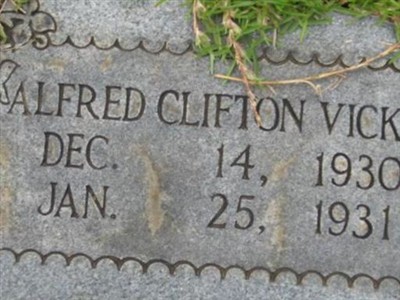 ALFRED CLIFTON VICK
DEC. 14, 1930
JAN. 25, 1931